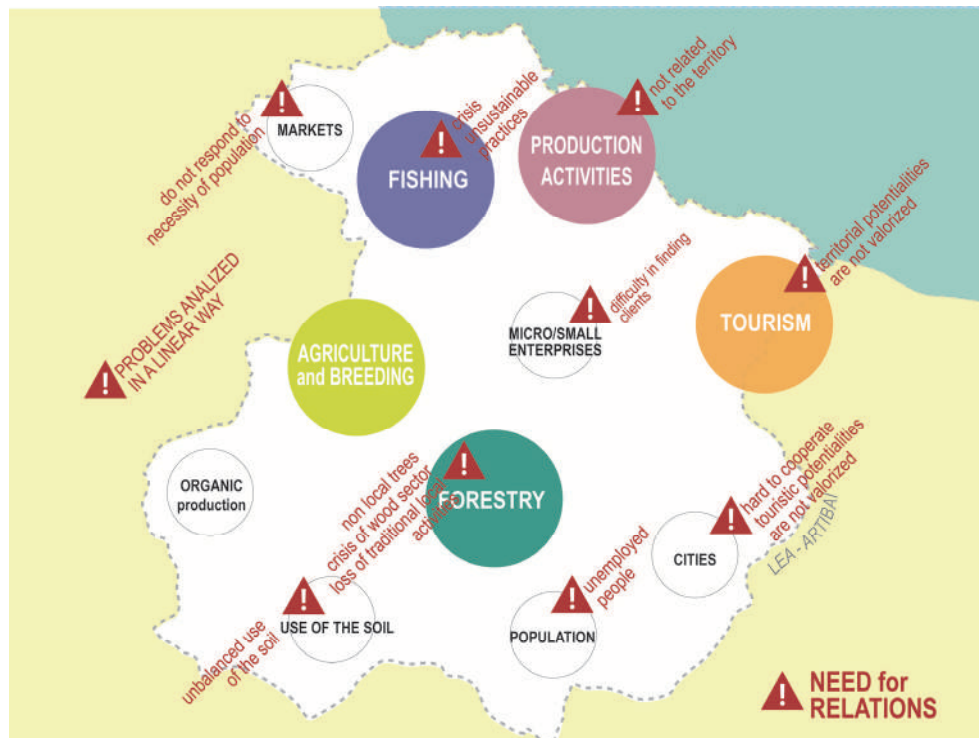 MARKETS
do not respond to
necessity of population
FISHING
crisis
unsustainable
practices
PRODUCTION
ACTIVITIES
not related
to the territory
TOURISM
territorial potentialities
are not valorized
MICRO/SMALL
ENTERPRISES
difficulty in finding
clients
PROBLEMS ANALIZED
IN A LINEAR WAY
AGRICULTURE
and BREEDING
ORGANIC
production
FORESTRY
non local trees
crisis of wood sector
loss of traditional local
activities
USE OF THE SOIL
unbalanced use
of the soil
POPULATION
unemployed
people
CITIES
hard to cooperate
touristic potentialities
are not valorized
LEA - ARTIBAI
NEED for
RELATIONS